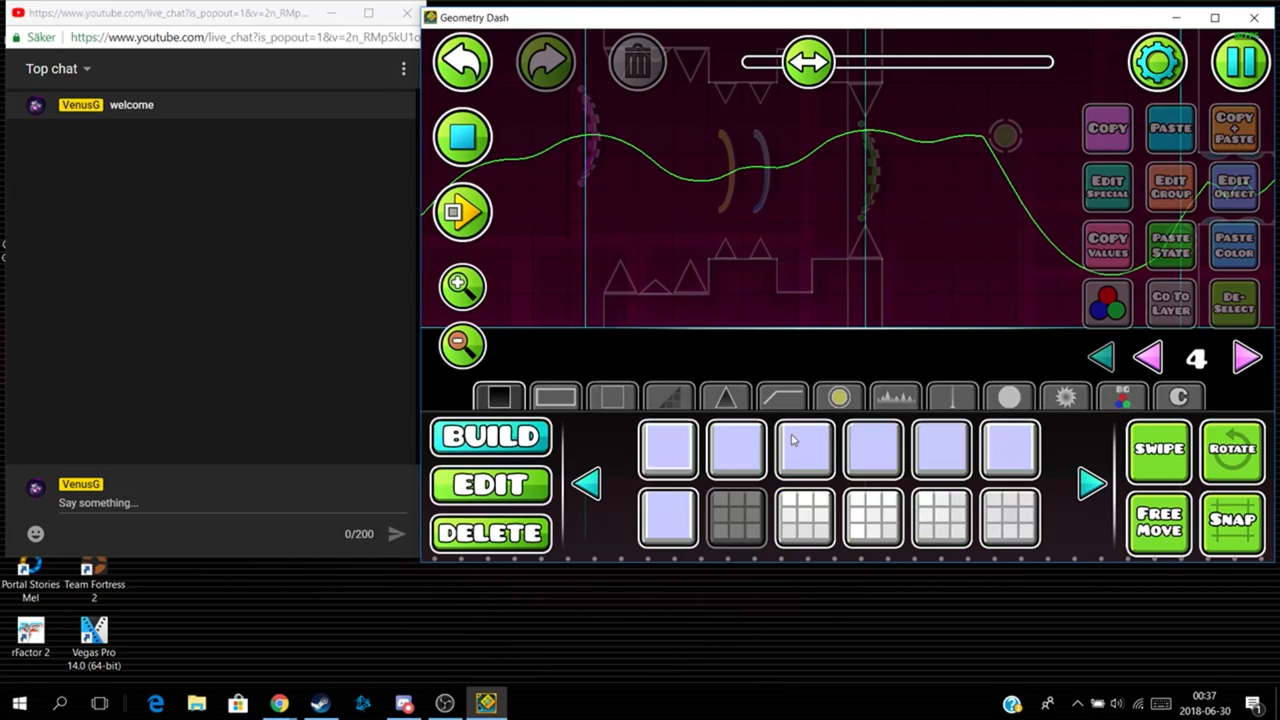 https://www.youtube.com/live_chat?is_popout=1&v=2n_RMp...
Säker
https://www.youtube.com/live_chat?is_popout=1&v=2n_RMp5kU1o
Top chat
VenusG welcome
VenusG
Say something...
0/200
Geometry Dash
COPY
PASTE
COPY + PASTE
EDIT SPECIAL
EDIT GROUP
EDIT OBJECT
COPY VALUES
PASTE STATE
PASTE COLOR
GO TO LAYER
DE-SELECT
4
BG
C
BUILD
EDIT
DELETE
SWIPE
ROTATE
FREE MOVE
SNAP
Portal Stories Mel
Team Fortress 2
rFactor 2
Vegas Pro 14.0 (64-bit)
00:37
2018-06-30
1